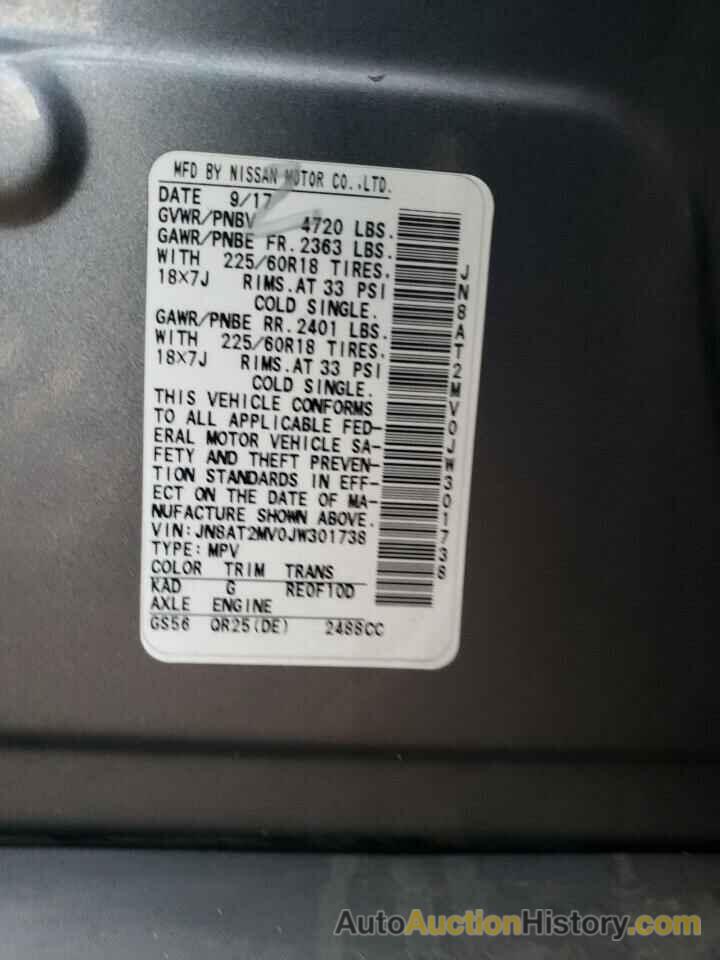 MFD BY NISSAN MOTOR CO.,LTD.
DATE 9/17
GVWR/PNBV 4720 LBS.
GAWR/PNBE FR. 2363 LBS.
WITH 225/60R18 TIRES.
18X7J RIMS.AT 33 PSI
COLD SINGLE.
GAWR/PNBE RR. 2401 LBS.
WITH 225/60R18 TIRES.
18X7J RIMS.AT 33 PSI
COLD SINGLE.
THIS VEHICLE CONFORMS
TO ALL APPLICABLE FED-
ERAL MOTOR VEHICLE SA-
FETY AND THEFT PREVEN-
TION STANDARDS IN EFF-
ECT ON THE DATE OF MA-
NUFACTURE SHOWN ABOVE.
VIN:JN8AT2MV0JW301738
TYPE:MPV
COLOR TRIM TRANS
KAD G RE0F10D
AXLE ENGINE
GS56 QR25(DE) 2488CC
JN8AT2MV0JW301738
AutoAuctionHistory.com